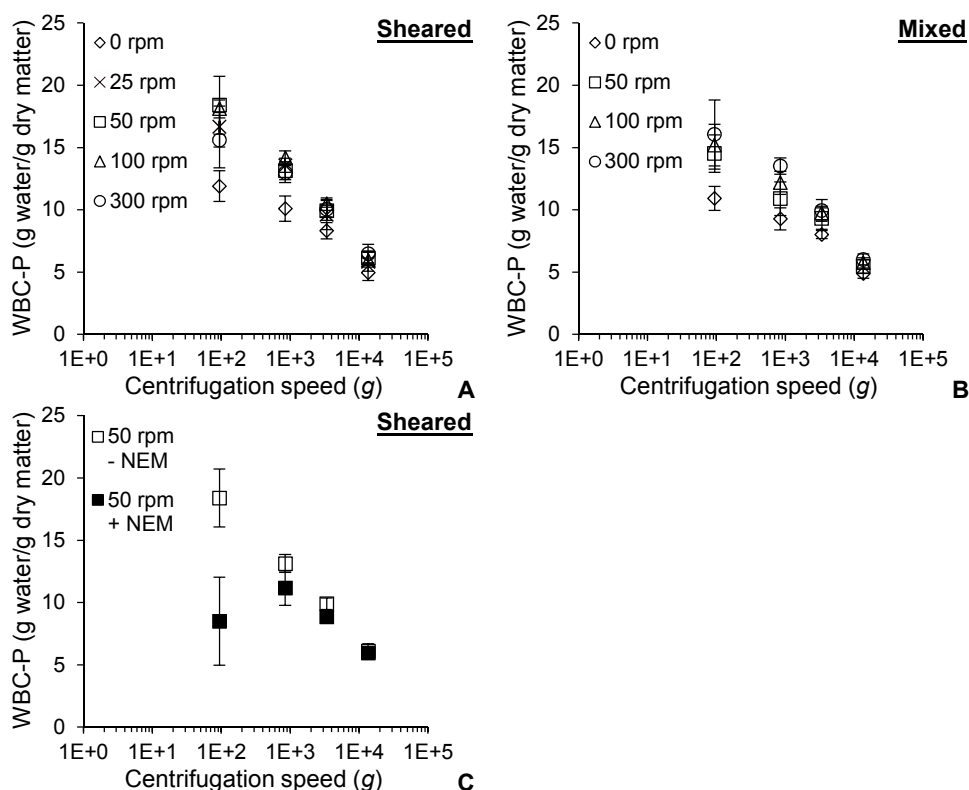 Sheared
25
20
15
10
5
0
WBC-P (g water/g dry matter)
0 rpm
25 rpm
50 rpm
100 rpm
300 rpm
1E+0 1E+1 1E+2 1E+3 1E+4 1E+5
Centrifugation speed (g)
A
Mixed
25
20
15
10
5
0
WBC-P (g water/g dry matter)
0 rpm
50 rpm
100 rpm
300 rpm
1E+0 1E+1 1E+2 1E+3 1E+4 1E+5
Centrifugation speed (g)
B
Sheared
25
20
15
10
5
0
WBC-P (g water/g dry matter)
50 rpm
- NEM
50 rpm
+ NEM
1E+0 1E+1 1E+2 1E+3 1E+4 1E+5
Centrifugation speed (g)
C